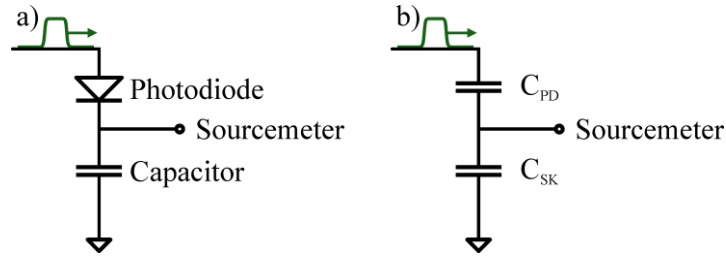 a)
Photodiode
Sourcemeter
Capacitor
b)
C_PD
Sourcemeter
C_SK